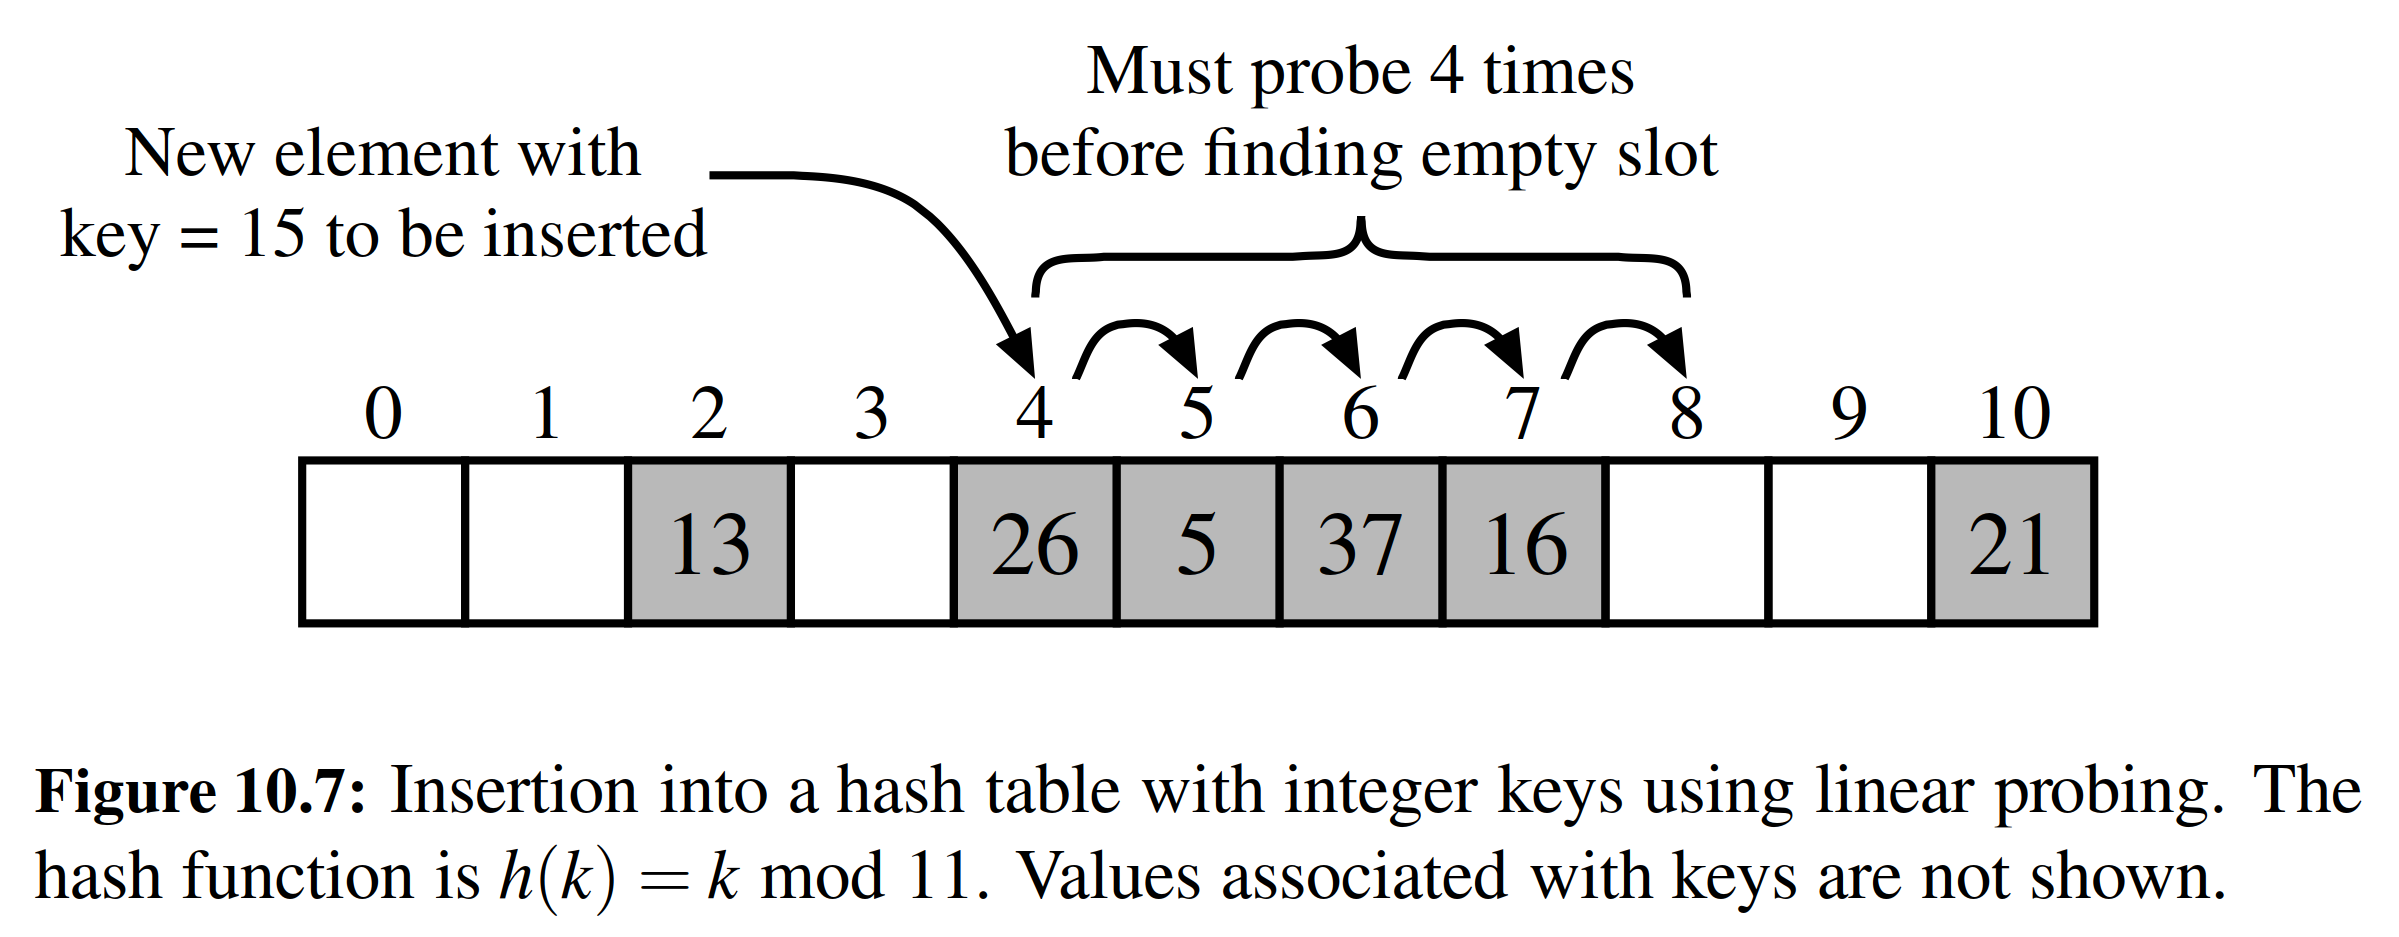 Must probe 4 times
before finding empty slot
New element with
key = 15 to be inserted
0 1 2 3 4 5 6 7 8 9 10
13 26 5 37 16 21
Figure 10.7: Insertion into a hash table with integer keys using linear probing. The
hash function is h(k) = k mod 11. Values associated with keys are not shown.